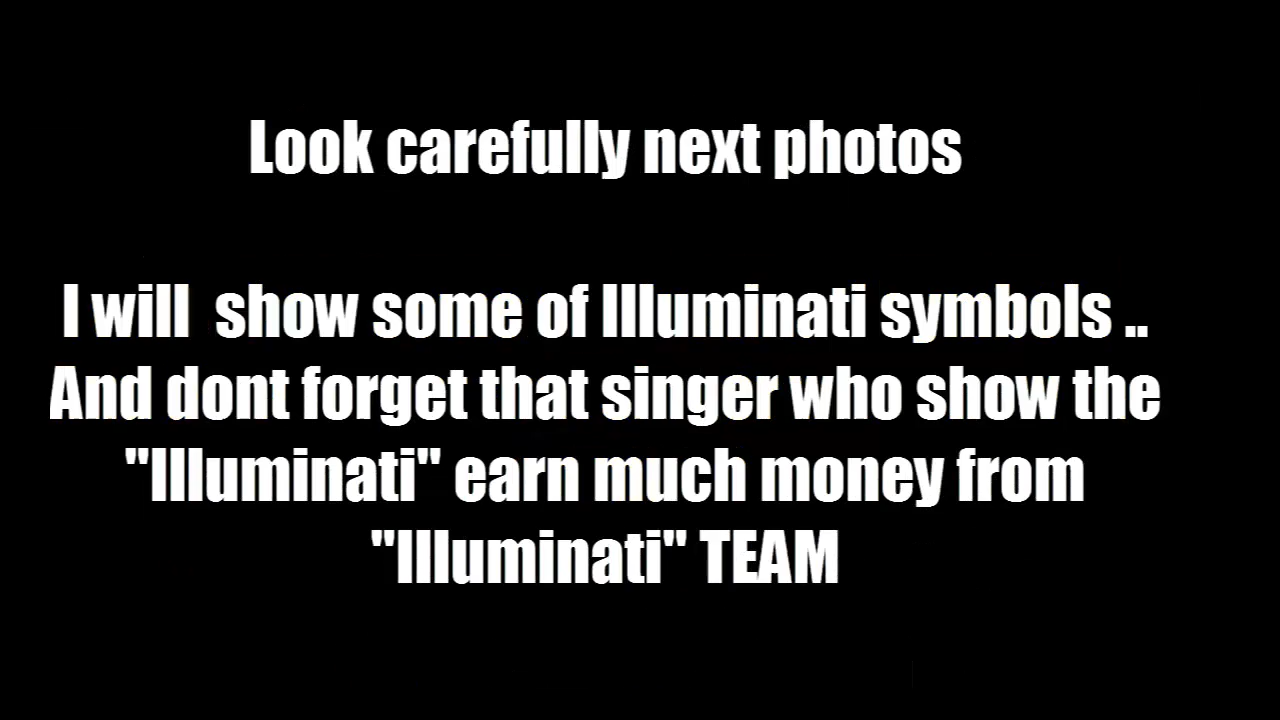 Look carefully next photos
I will  show some of Illuminati symbols ..
And dont forget that singer who show the
"Illuminati" earn much money from
"Illuminati" TEAM